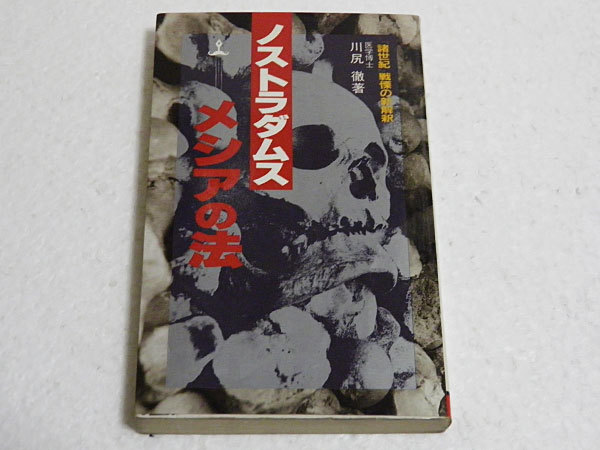 諸世紀 戦慄の新解釈
医学博士
川尻 徹著
ノストラダムス
メシアの法